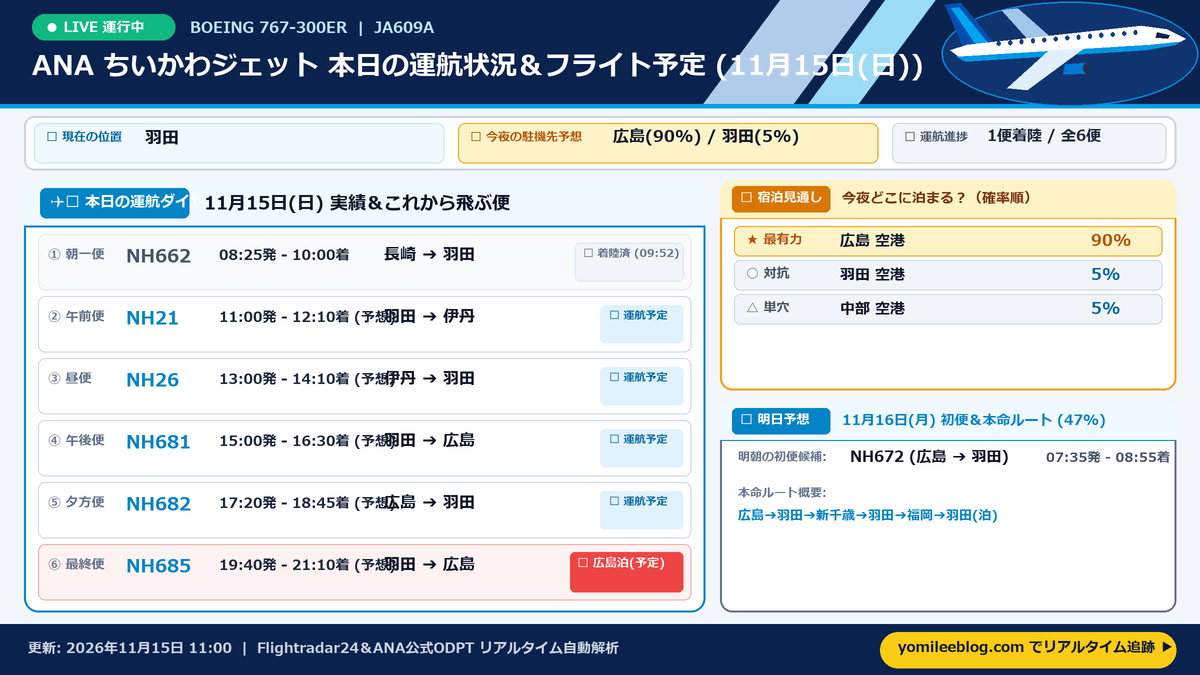 ● LIVE 運行中 BOEING 767-300ER | JA609A
ANA ちいかわジェット 本日の運航状況＆フライト予定 (11月15日(日))
□ 現在の位置 羽田
□ 今夜の駐機先予想 広島(90%) / 羽田(5%)
□ 運航進捗 1便着陸 / 全6便
✈□ 本日の運航ダイ 11月15日(日) 実績＆これから飛ぶ便
① 朝一便 NH662 08:25発 - 10:00着 長崎 → 羽田 □ 着陸済 (09:52)
② 午前便 NH21 11:00発 - 12:10着 (予想) 羽田 → 伊丹 □ 運航予定
③ 昼便 NH26 13:00発 - 14:10着 (予想) 伊丹 → 羽田 □ 運航予定
④ 午後便 NH681 15:00発 - 16:30着 (予想) 羽田 → 広島 □ 運航予定
⑤ 夕方便 NH682 17:20発 - 18:45着 (予想) 広島 → 羽田 □ 運航予定
⑥ 最終便 NH685 19:40発 - 21:10着 (予想) 羽田 → 広島 □ 広島泊(予定)
□ 宿泊見通し 今夜どこに泊まる？（確率順）
★ 最有力 広島 空港 90%
○ 対抗 羽田 空港 5%
△ 単穴 中部 空港 5%
□ 明日予想 11月16日(月) 初便＆本命ルート (47%)
明朝の初便候補: NH672 (広島 → 羽田) 07:35発 - 08:55着
本命ルート概要:
広島→羽田→新千歳→羽田→福岡→羽田(泊)
更新: 2026年11月15日 11:00 | Flightradar24＆ANA公式ODPT リアルタイム自動解析
yomileeblog.com でリアルタイム追跡 ▶